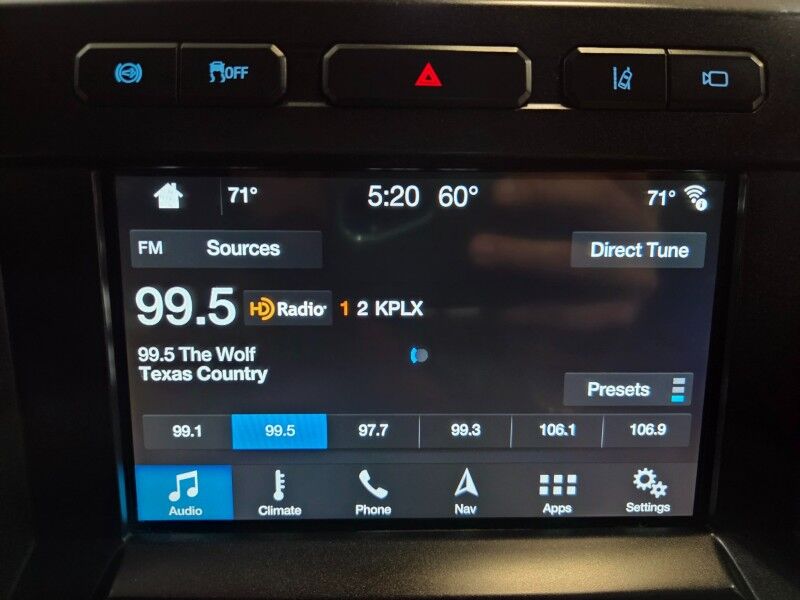 OFF
71° 5:20 60° 71°
FM Sources Direct Tune
99.5 HD Radio 1 2 KPLX
99.5 The Wolf
Texas Country
Presets
99.1 99.5 97.7 99.3 106.1 106.9
Audio Climate Phone Nav Apps Settings